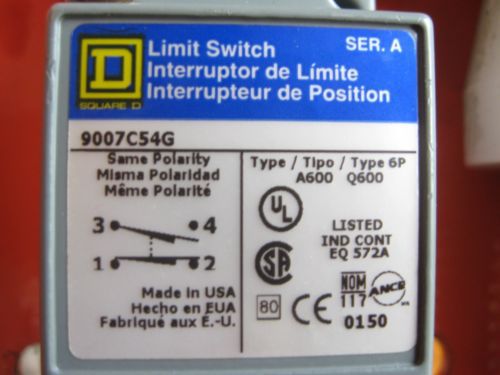 Limit Switch SER. A
Interruptor de Límite
Interrupteur de Position
D
SQUARE D
9007C54G
Same Polarity
Misma Polaridad
Même Polarité
3 4
1 2
Made in USA
Hecho en EUA
Fabriqué aux E.-U.
Type / Tipo / Type 6P
A600 Q600
UL
LISTED
IND CONT
EQ 572A
SA
80
CE
NOM
117
ANCE
0150